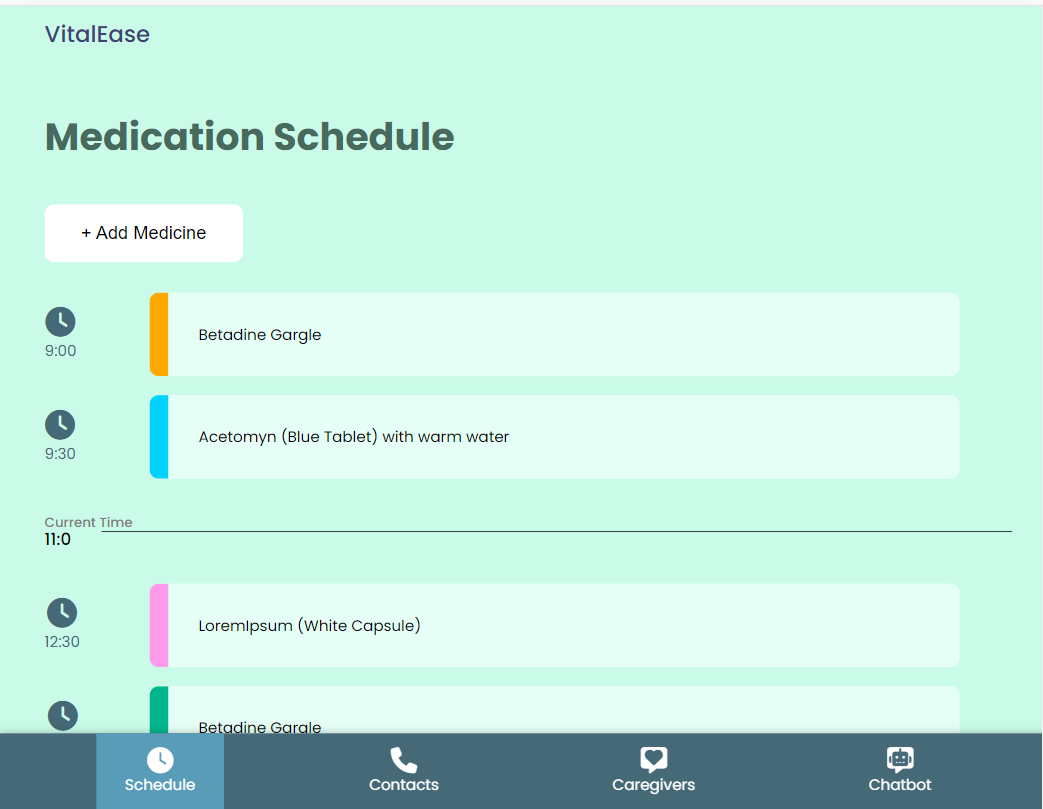 VitalEase
Medication Schedule
+ Add Medicine
9:00
Betadine Gargle
9:30
Acetomyn (Blue Tablet) with warm water
Current Time
11:0
12:30
LoremIpsum (White Capsule)
Betadine Gargle
Schedule
Contacts
Caregivers
Chatbot